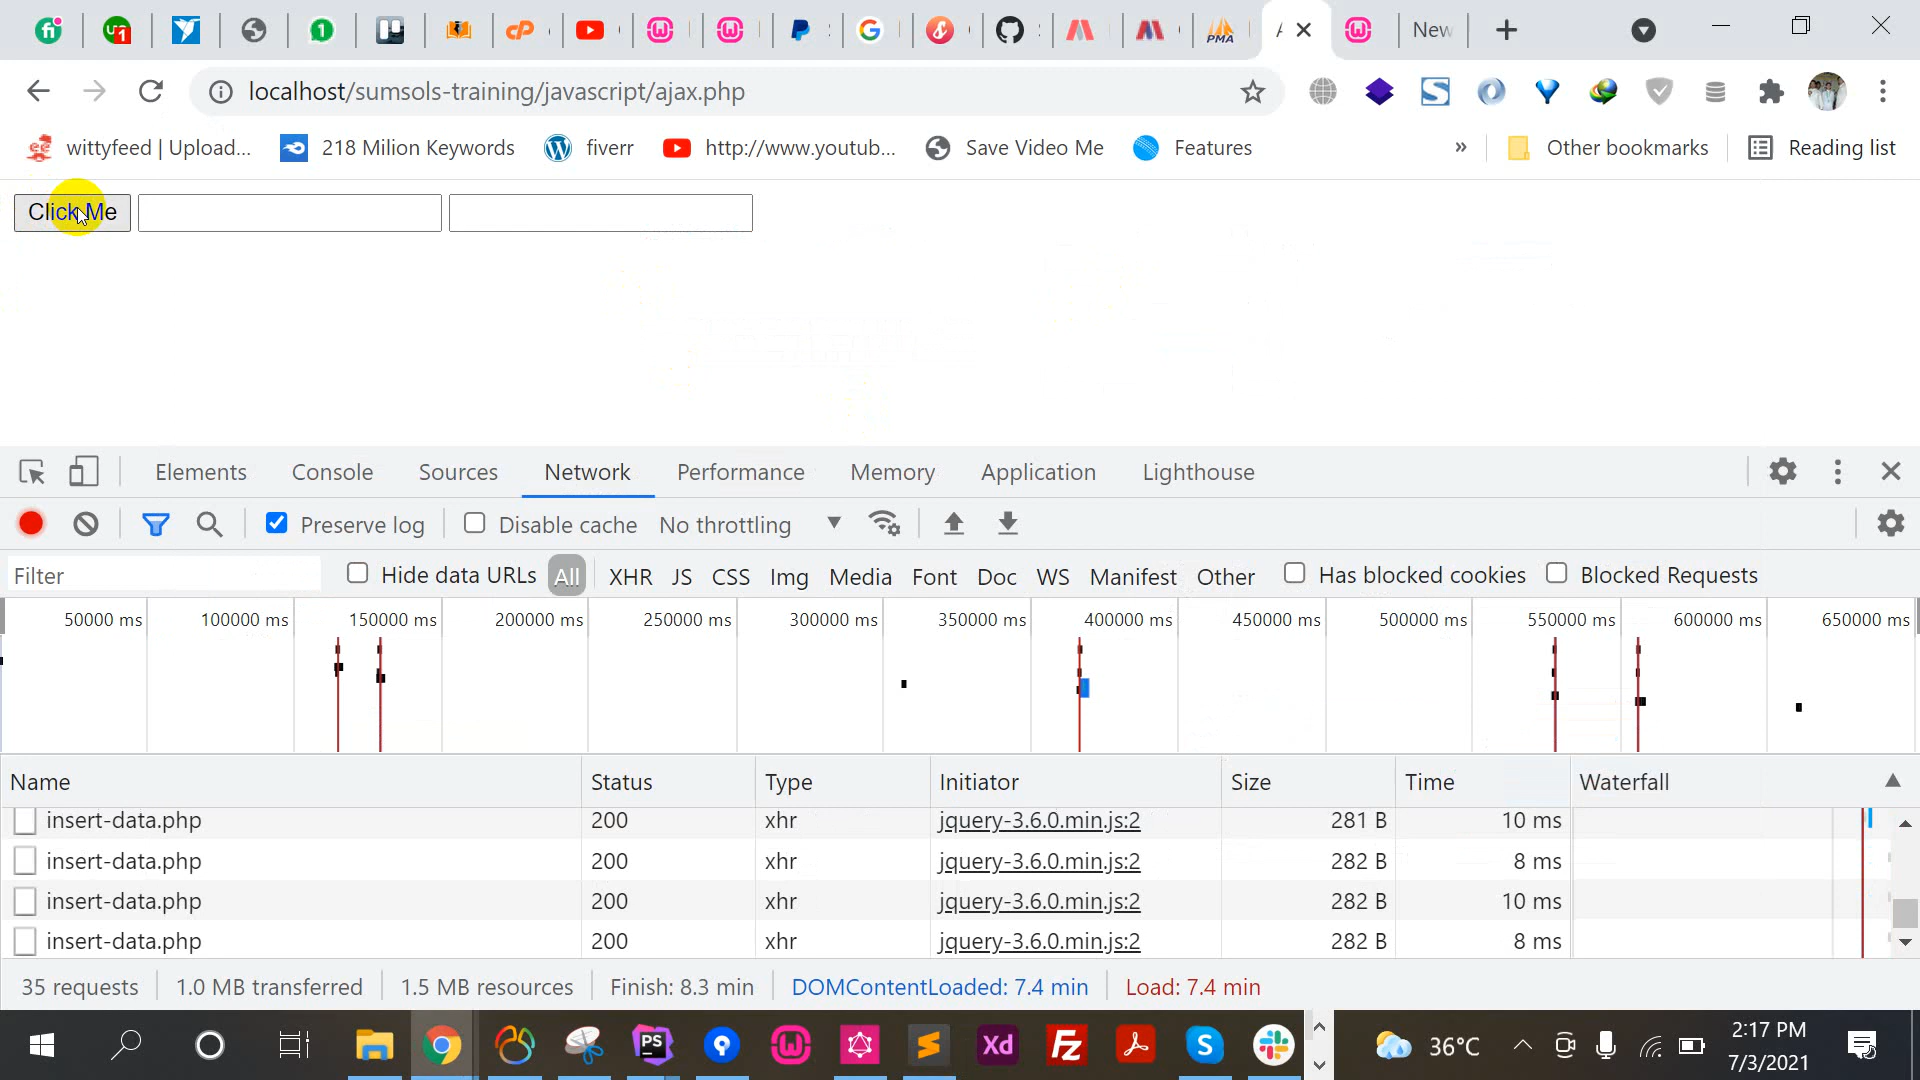 New
localhost/sumsols-training/javascript/ajax.php
wittyfeed | Upload... 218 Milion Keywords fiverr http://www.youtub... Save Video Me Features » Other bookmarks Reading list
Click Me
Elements Console Sources Network Performance Memory Application Lighthouse
Preserve log Disable cache No throttling
Filter Hide data URLs All XHR JS CSS Img Media Font Doc WS Manifest Other Has blocked cookies Blocked Requests
50000 ms 100000 ms 150000 ms 200000 ms 250000 ms 300000 ms 350000 ms 400000 ms 450000 ms 500000 ms 550000 ms 600000 ms 650000 ms
Name Status Type Initiator Size Time Waterfall
insert-data.php 200 xhr jquery-3.6.0.min.js:2 281 B 10 ms
insert-data.php 200 xhr jquery-3.6.0.min.js:2 282 B 8 ms
insert-data.php 200 xhr jquery-3.6.0.min.js:2 282 B 10 ms
insert-data.php 200 xhr jquery-3.6.0.min.js:2 282 B 8 ms
35 requests 1.0 MB transferred 1.5 MB resources Finish: 8.3 min DOMContentLoaded: 7.4 min Load: 7.4 min
36°C 2:17 PM
7/3/2021